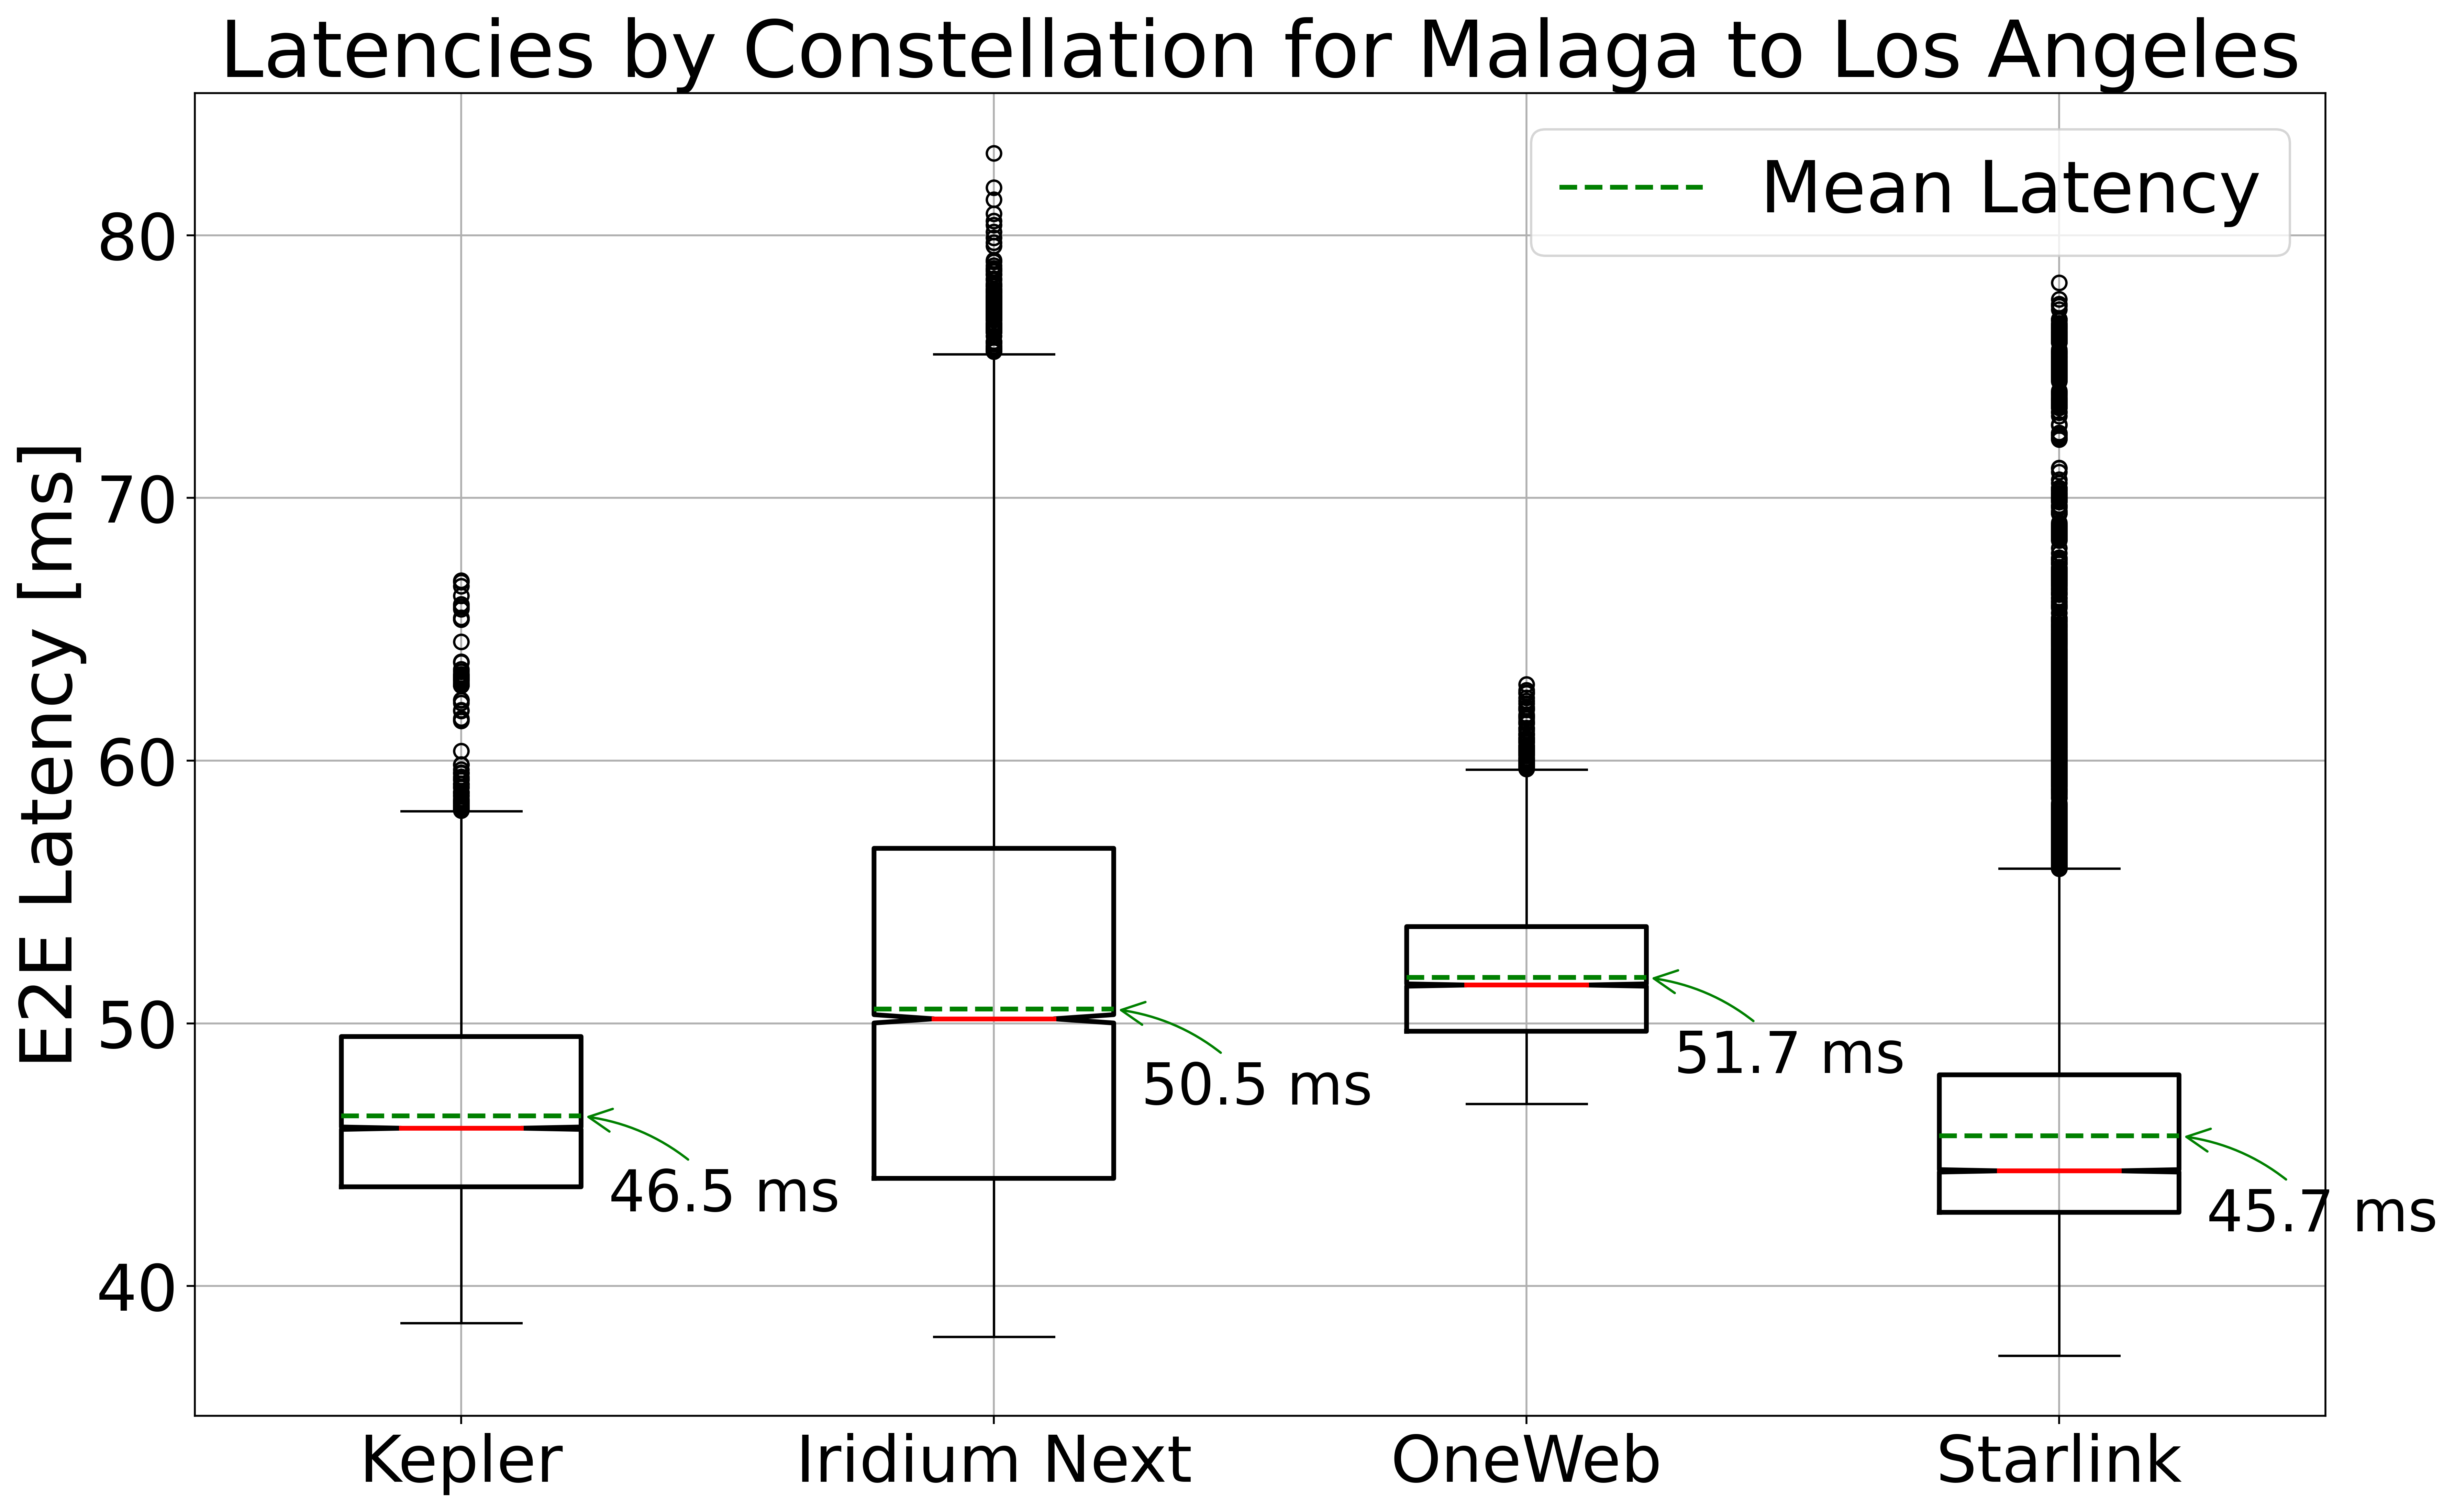 Latencies by Constellation for Malaga to Los Angeles
Mean Latency
E2E Latency [ms]
80
70
60
50
40
46.5 ms
50.5 ms
51.7 ms
45.7 ms
Kepler
Iridium Next
OneWeb
Starlink